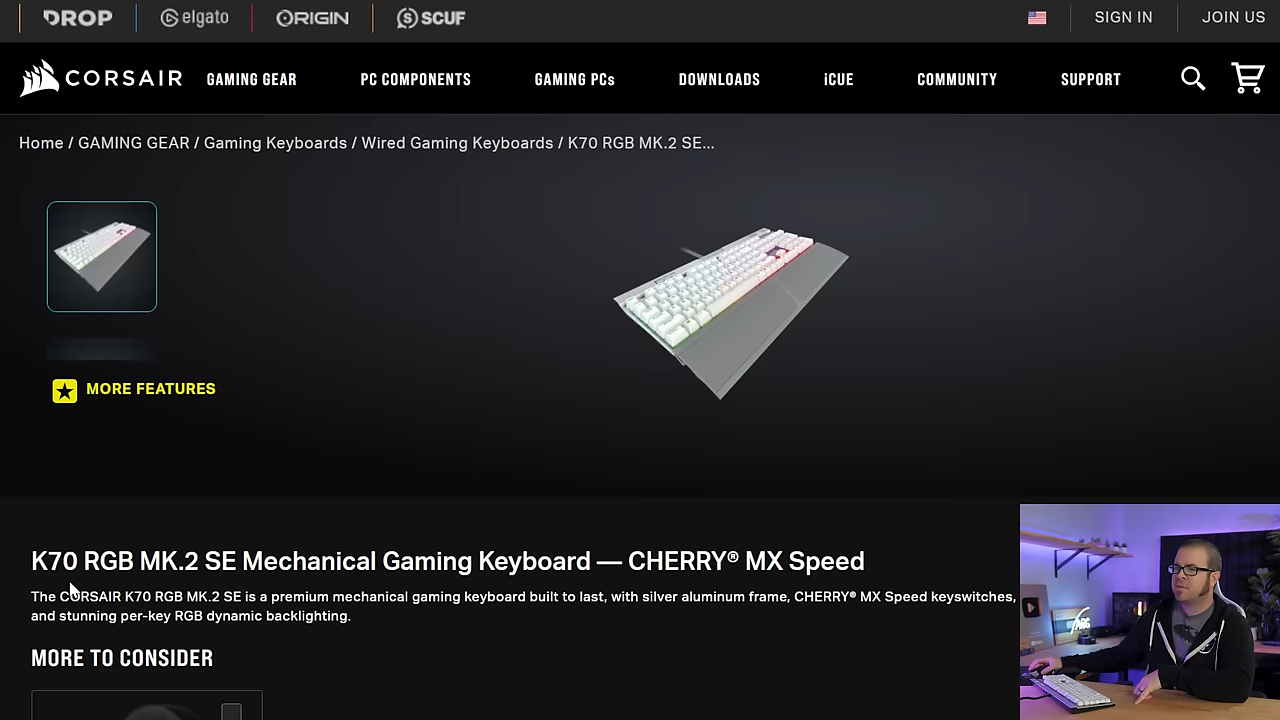 DROP elgato ORIGIN SCUF SIGN IN JOIN US
CORSAIR GAMING GEAR PC COMPONENTS GAMING PCs DOWNLOADS iCUE COMMUNITY SUPPORT
Home / GAMING GEAR / Gaming Keyboards / Wired Gaming Keyboards / K70 RGB MK.2 SE...
MORE FEATURES
K70 RGB MK.2 SE Mechanical Gaming Keyboard — CHERRY® MX Speed
The CORSAIR K70 RGB MK.2 SE is a premium mechanical gaming keyboard built to last, with silver aluminum frame, CHERRY® MX Speed keyswitches,
and stunning per-key RGB dynamic backlighting.
MORE TO CONSIDER